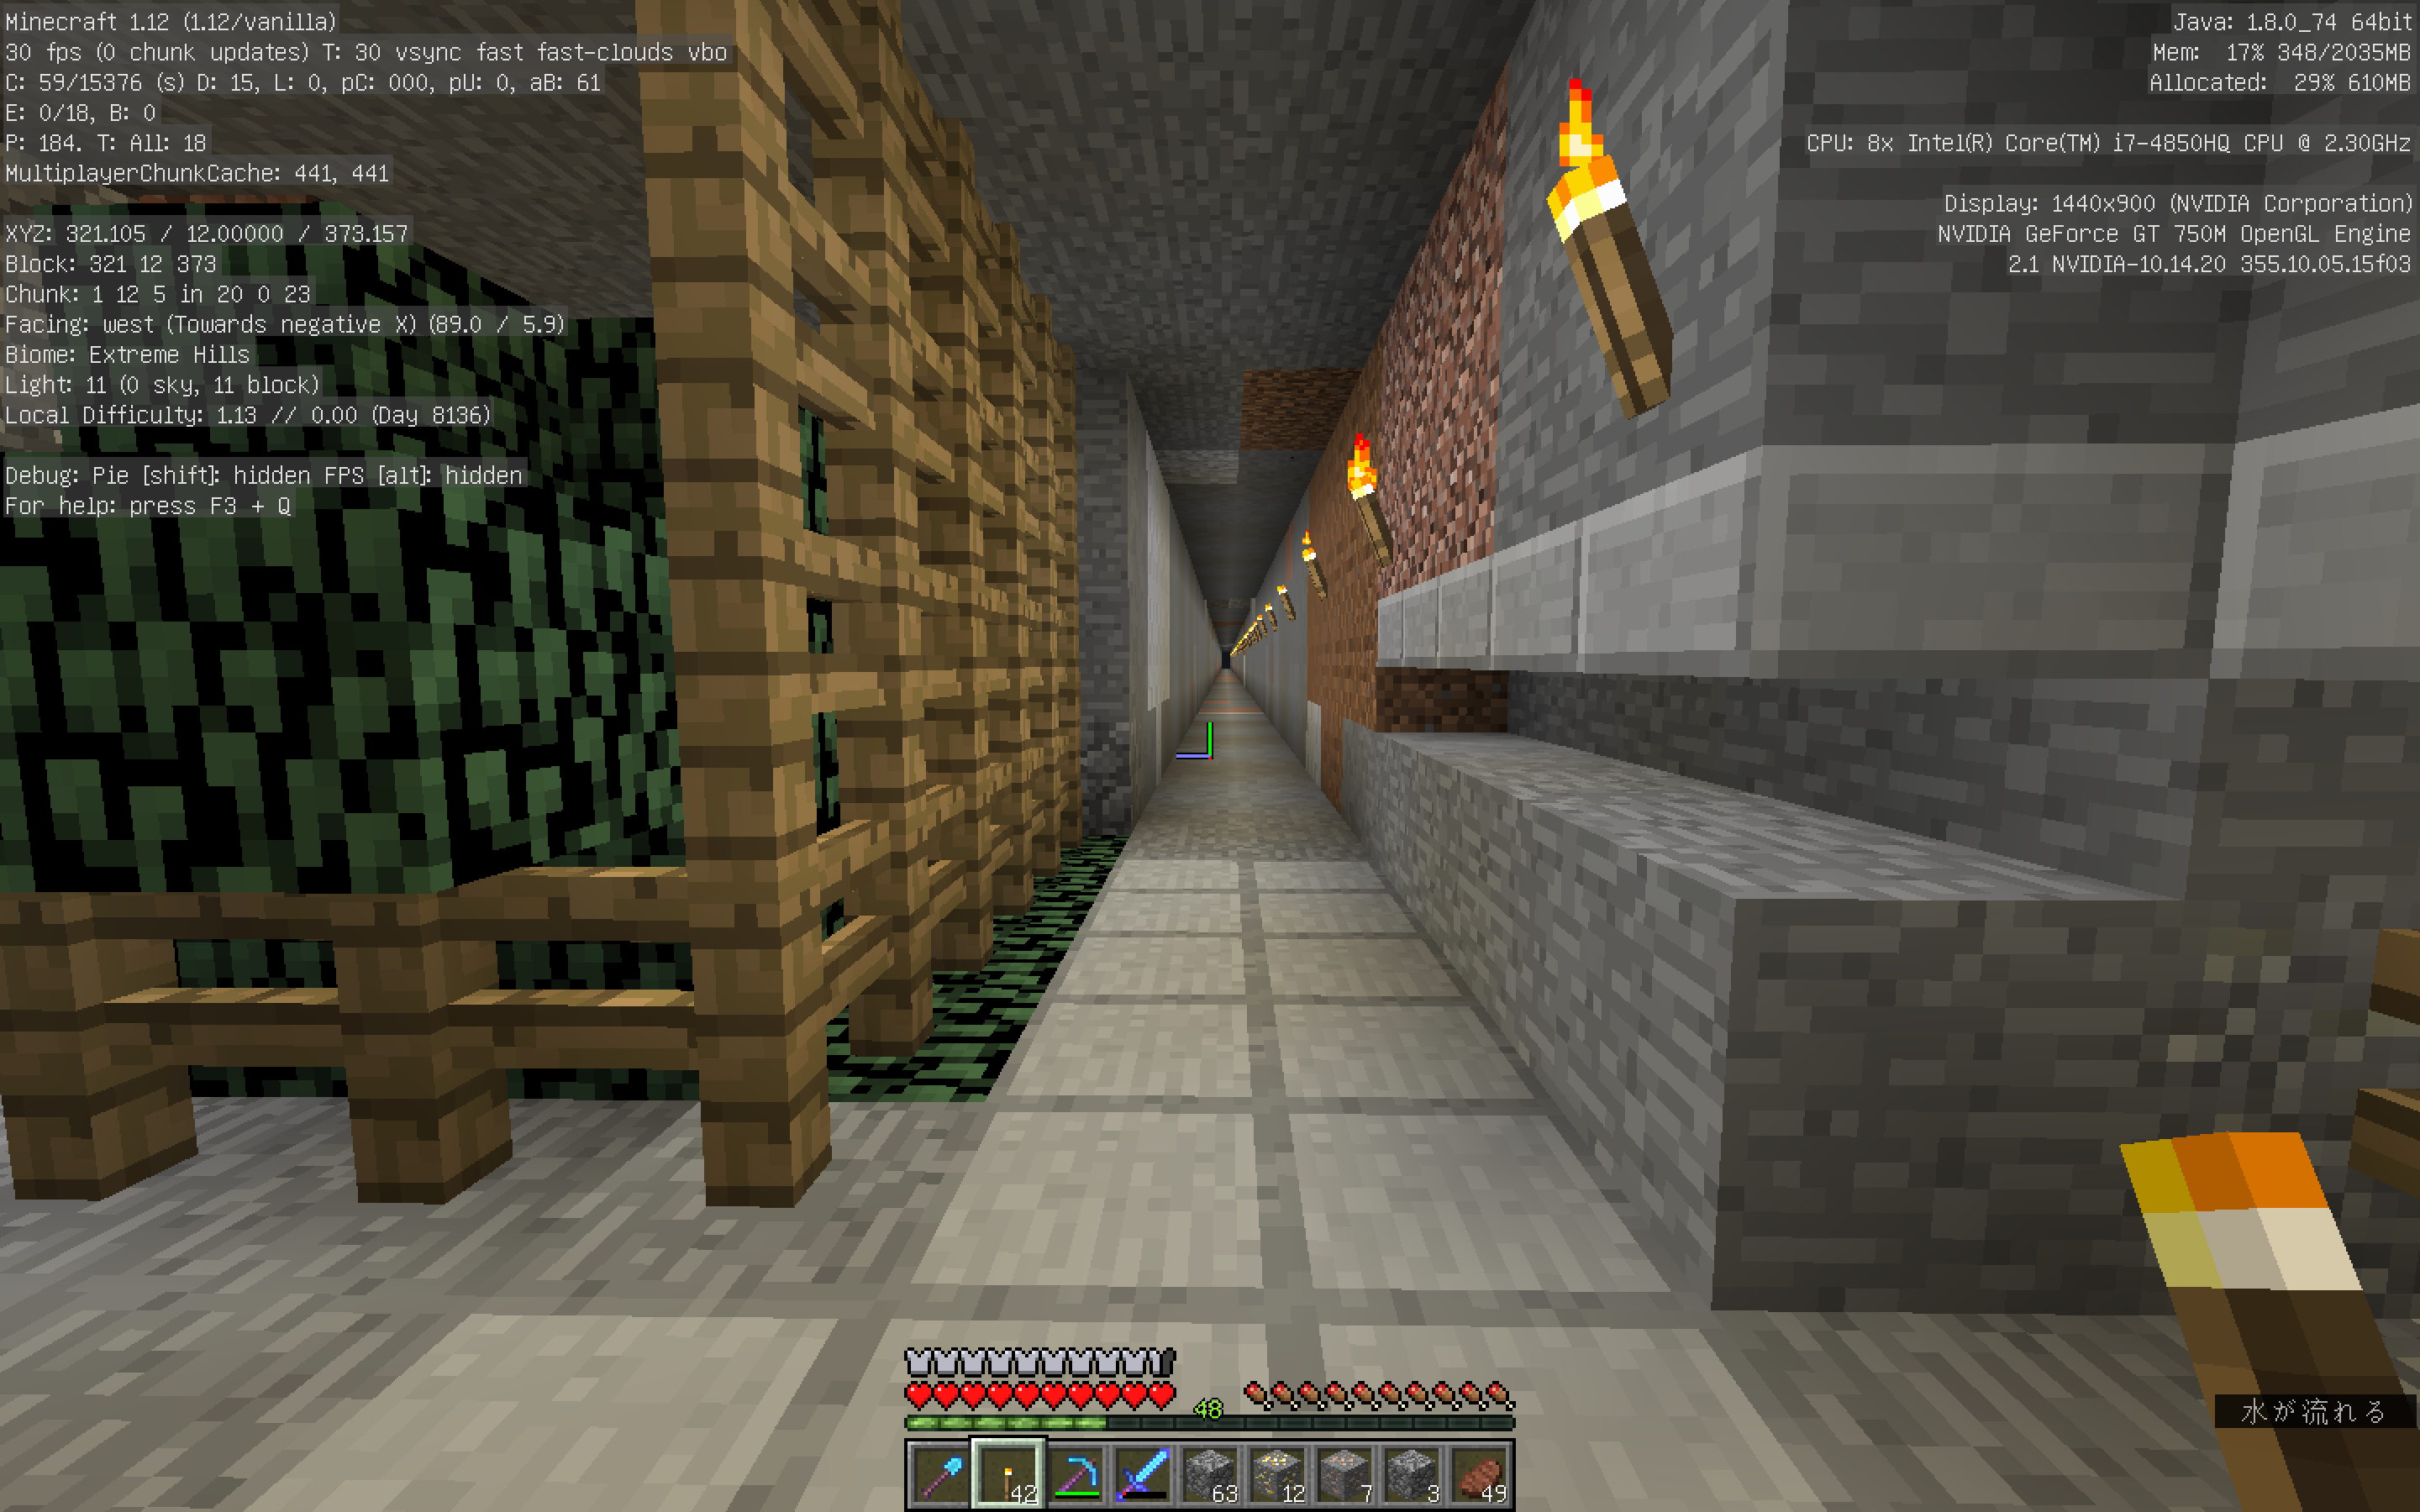 Minecraft 1.12 (1.12/vanilla)
30 fps (0 chunk updates) T: 30 vsync fast fast-clouds vbo
C: 59/15376 (s) D: 15, L: 0, pC: 000, pU: 0, aB: 61
E: 0/18, B: 0
P: 184. T: All: 18
MultiplayerChunkCache: 441, 441
XYZ: 321.105 / 12.00000 / 373.157
Block: 321 12 373
Chunk: 1 12 5 in 20 0 23
Facing: west (Towards negative X) (89.0 / 5.9)
Biome: Extreme Hills
Light: 11 (0 sky, 11 block)
Local Difficulty: 1.13 // 0.00 (Day 8136)
Debug: Pie [shift]: hidden FPS [alt]: hidden
For help: press F3 + Q
Java: 1.8.0_74 64bit
Mem: 17% 348/2035MB
Allocated: 29% 610MB
CPU: 8x Intel(R) Core(TM) i7-4850HQ CPU @ 2.30GHz
Display: 1440x900 (NVIDIA Corporation)
NVIDIA GeForce GT 750M OpenGL Engine
2.1 NVIDIA-10.14.20 355.10.05.15f03
水が流れる
48
42 63 12 7 3 49